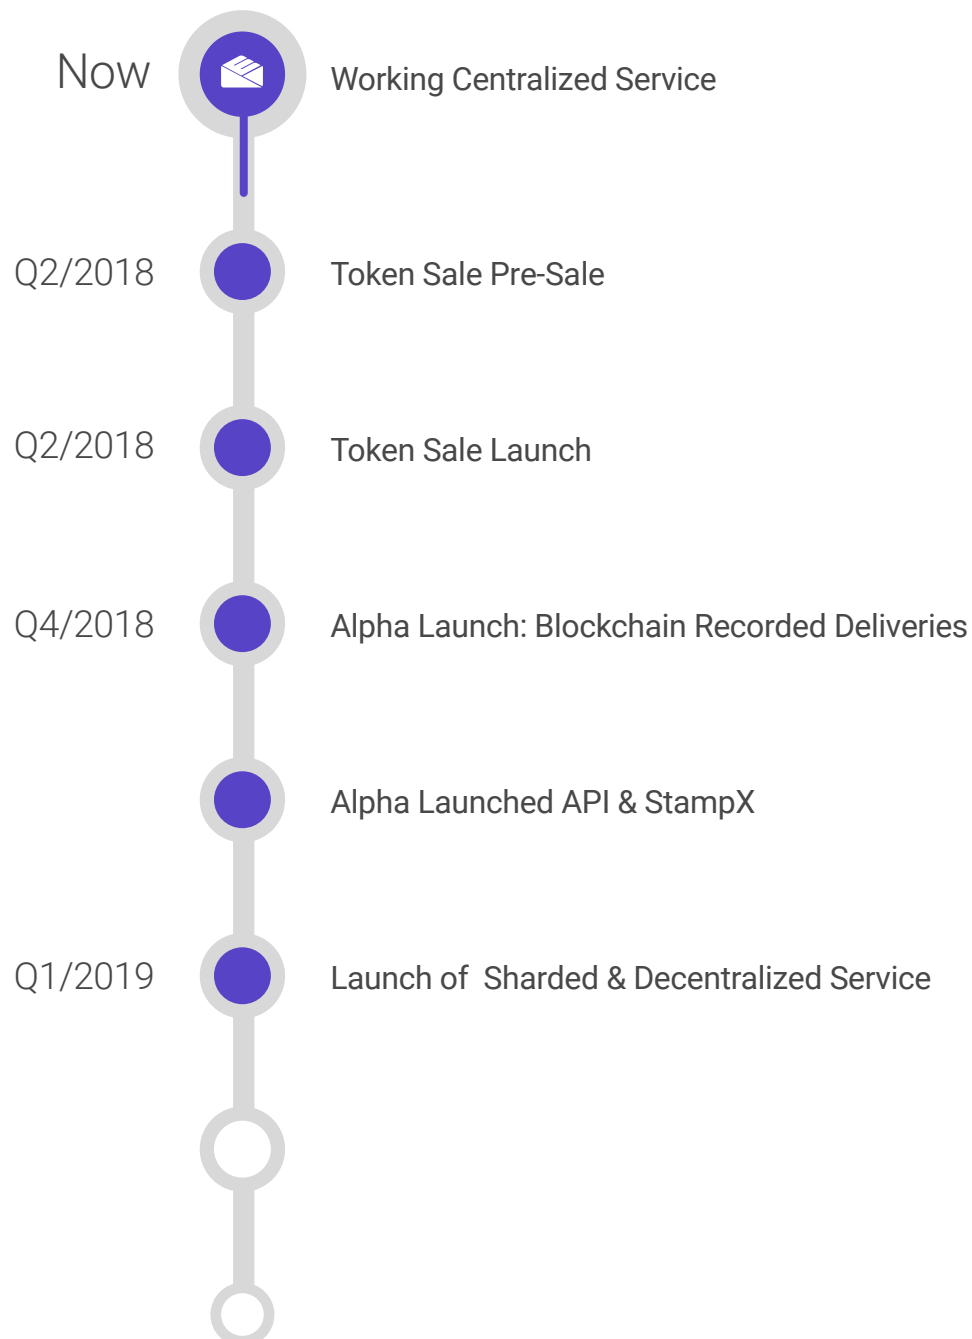 Now
Working Centralized Service
Q2/2018
Token Sale Pre-Sale
Q2/2018
Token Sale Launch
Q4/2018
Alpha Launch: Blockchain Recorded Deliveries
Alpha Launched API & StampX
Q1/2019
Launch of  Sharded & Decentralized Service